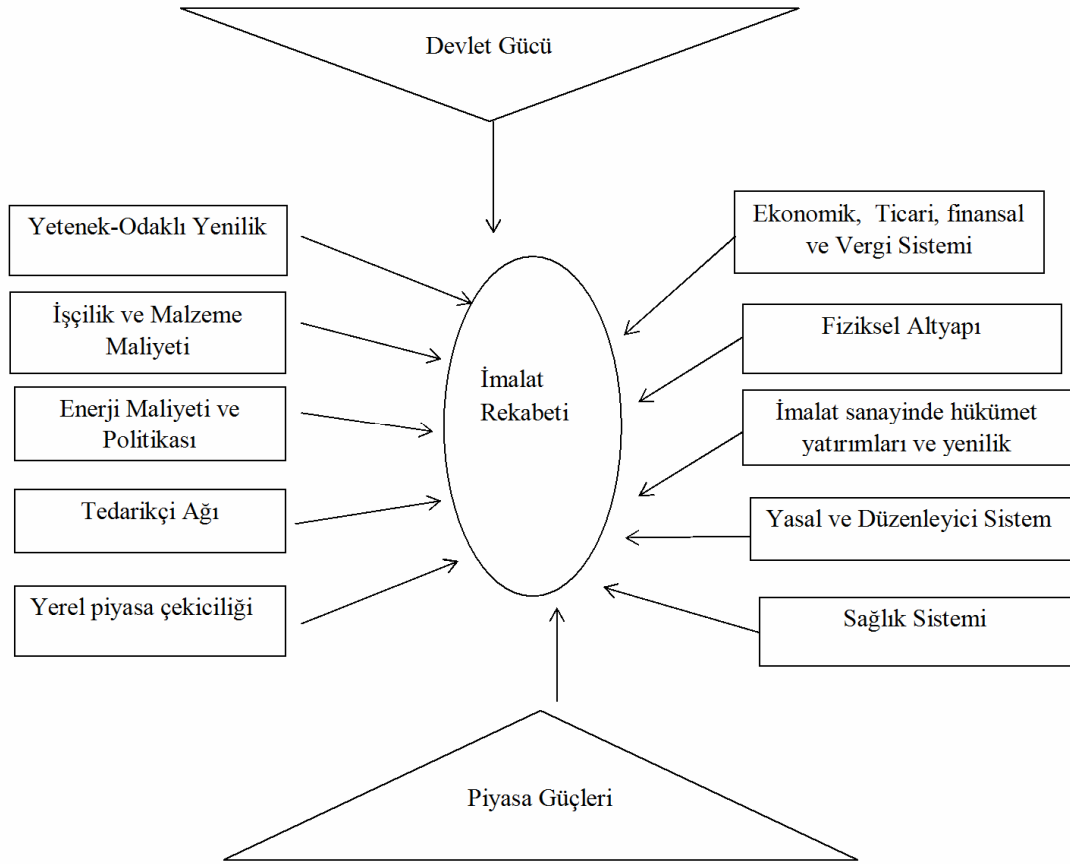 Devlet Gücü
Yetenek-Odaklı Yenilik
İşçilik ve Malzeme
Maliyeti
Enerji Maliyeti ve
Politikası
Tedarikçi Ağı
Yerel piyasa çekiciliği
İmalat
Rekabeti
Ekonomik, Ticari, finansal
ve Vergi Sistemi
Fiziksel Altyapı
İmalat sanayinde hükümet
yatırımları ve yenilik
Yasal ve Düzenleyici Sistem
Sağlık Sistemi
Piyasa Güçleri